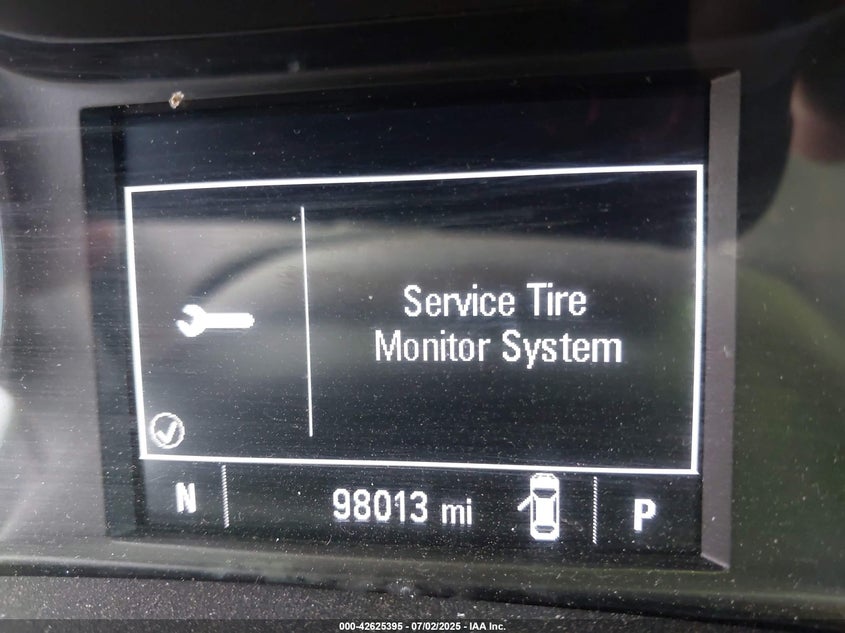 Service Tire
Monitor System
N
98013 mi
P
000-42625395 - 07/02/2025 - IAA Inc.